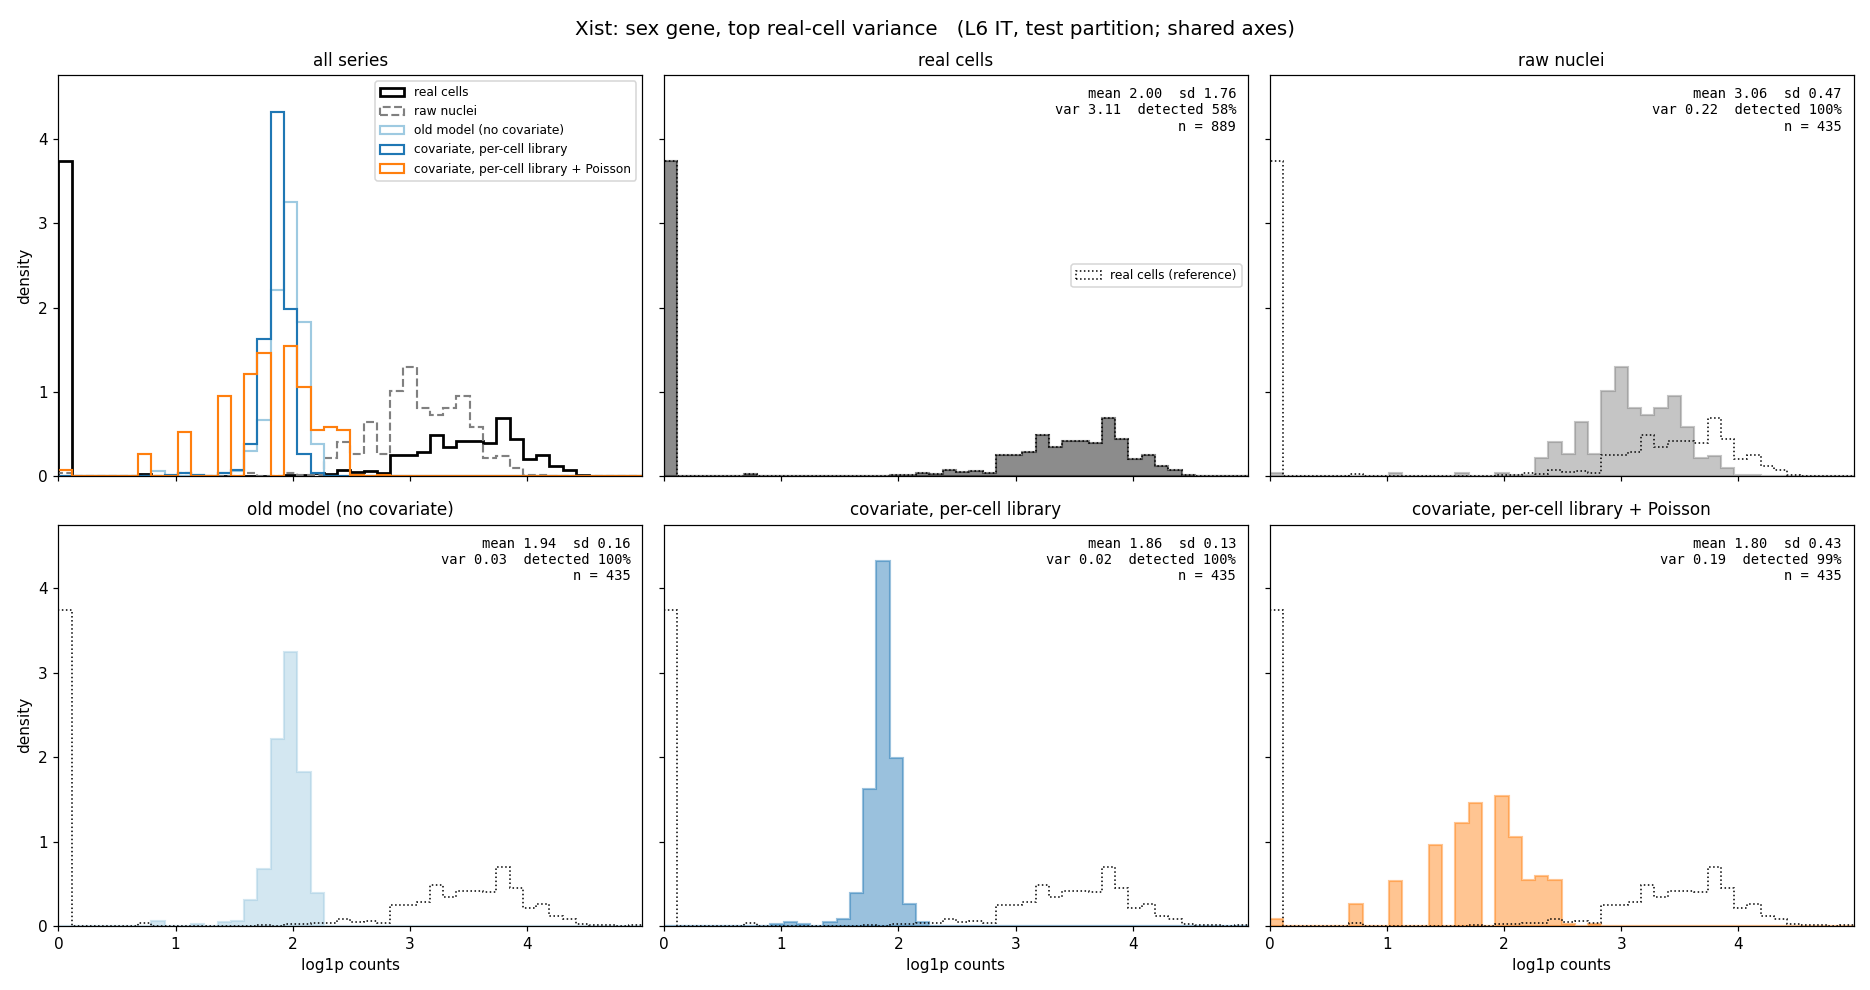 Xist: sex gene, top real-cell variance   (L6 IT, test partition; shared axes)
all series
real cells
raw nuclei
old model (no covariate)
covariate, per-cell library
covariate, per-cell library + Poisson
density
0
1
2
3
4
real cells
mean 2.00  sd 1.76
var 3.11  detected 58%
n = 889
real cells (reference)
raw nuclei
mean 3.06  sd 0.47
var 0.22  detected 100%
n = 435
old model (no covariate)
mean 1.94  sd 0.16
var 0.03  detected 100%
n = 435
density
0
1
2
3
4
0 1 2 3 4
log1p counts
covariate, per-cell library
mean 1.86  sd 0.13
var 0.02  detected 100%
n = 435
0 1 2 3 4
log1p counts
covariate, per-cell library + Poisson
mean 1.80  sd 0.43
var 0.19  detected 99%
n = 435
0 1 2 3 4
log1p counts